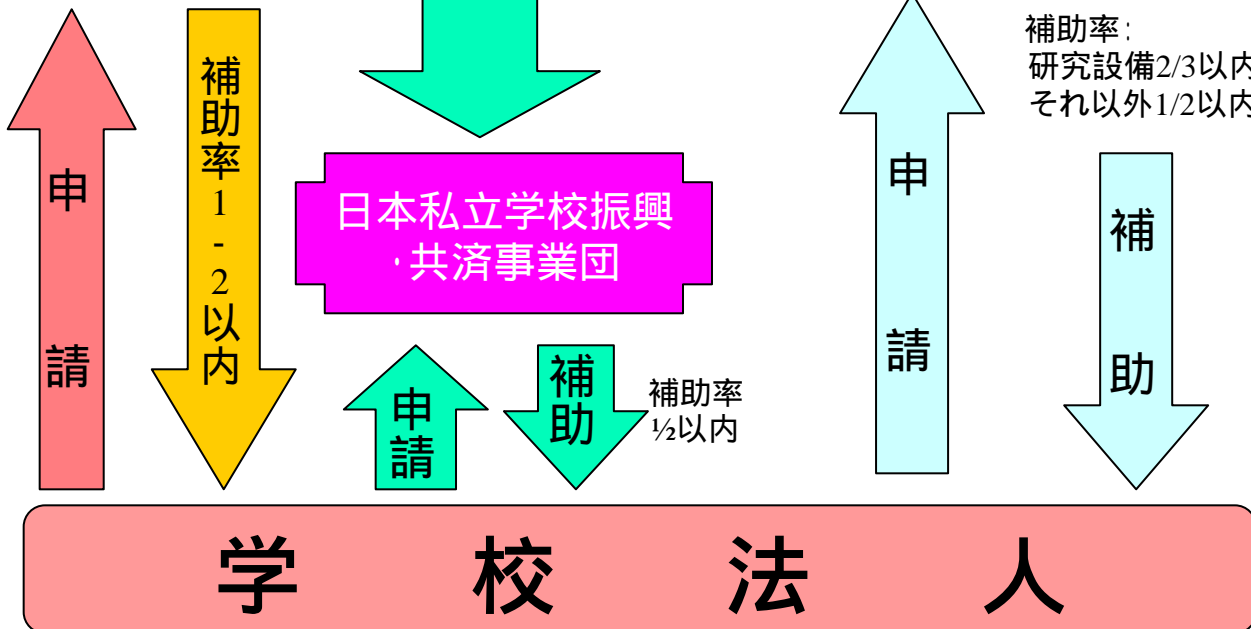 申請
補助率1-2以内
日本私立学校振興
・共済事業団
申請
補助
補助率
½以内
申請
補助率:
研究設備2/3以内
それ以外1/2以内
補助
学校法人